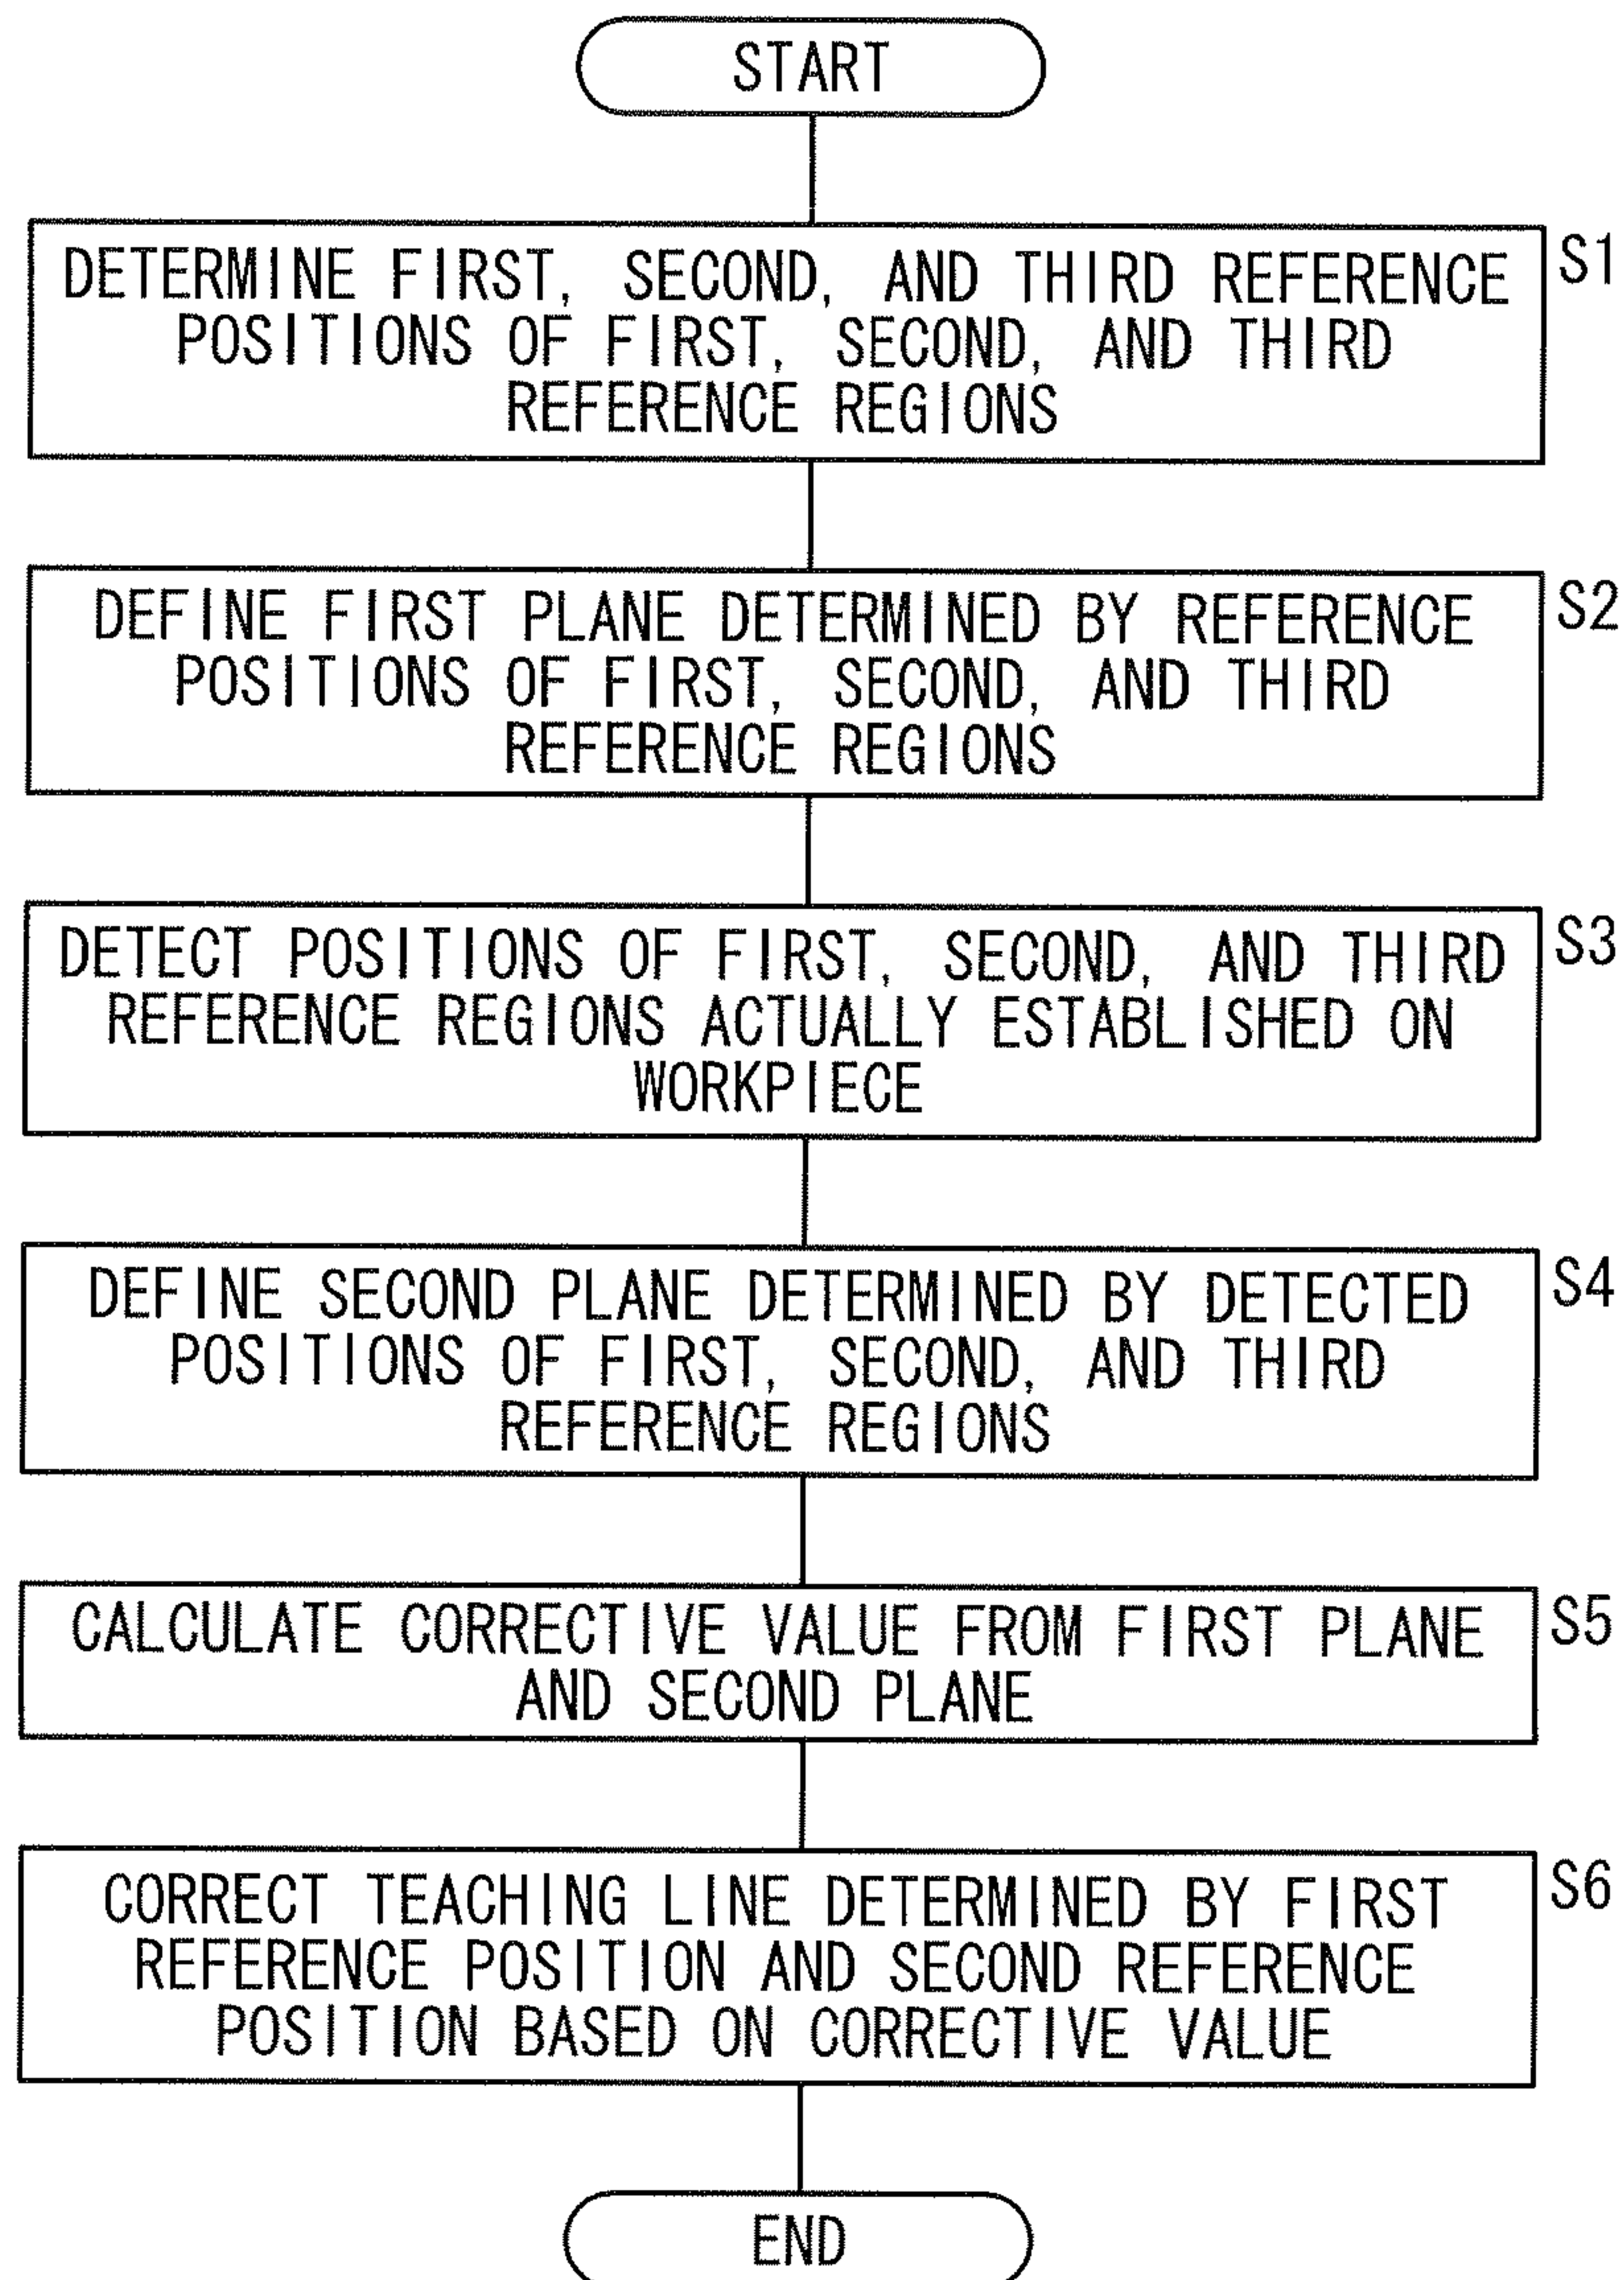 START
DETERMINE FIRST, SECOND, AND THIRD REFERENCE
POSITIONS OF FIRST, SECOND, AND THIRD
REFERENCE REGIONS
S1
DEFINE FIRST PLANE DETERMINED BY REFERENCE
POSITIONS OF FIRST, SECOND, AND THIRD
REFERENCE REGIONS
S2
DETECT POSITIONS OF FIRST, SECOND, AND THIRD
REFERENCE REGIONS ACTUALLY ESTABLISHED ON
WORKPIECE
S3
DEFINE SECOND PLANE DETERMINED BY DETECTED
POSITIONS OF FIRST, SECOND, AND THIRD
REFERENCE REGIONS
S4
CALCULATE CORRECTIVE VALUE FROM FIRST PLANE
AND SECOND PLANE
S5
CORRECT TEACHING LINE DETERMINED BY FIRST
REFERENCE POSITION AND SECOND REFERENCE
POSITION BASED ON CORRECTIVE VALUE
S6
END